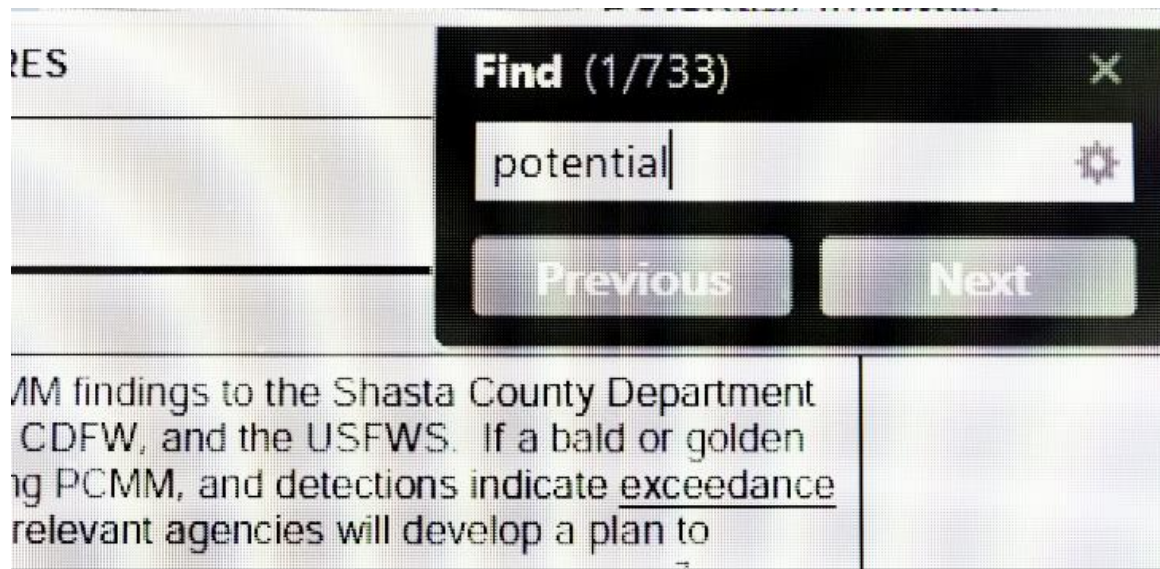 RES
Find (1/733)
potential
Previous
Next
MM findings to the Shasta County Department
CDFW, and the USFWS. If a bald or golden
ng PCMM, and detections indicate exceedance
relevant agencies will develop a plan to